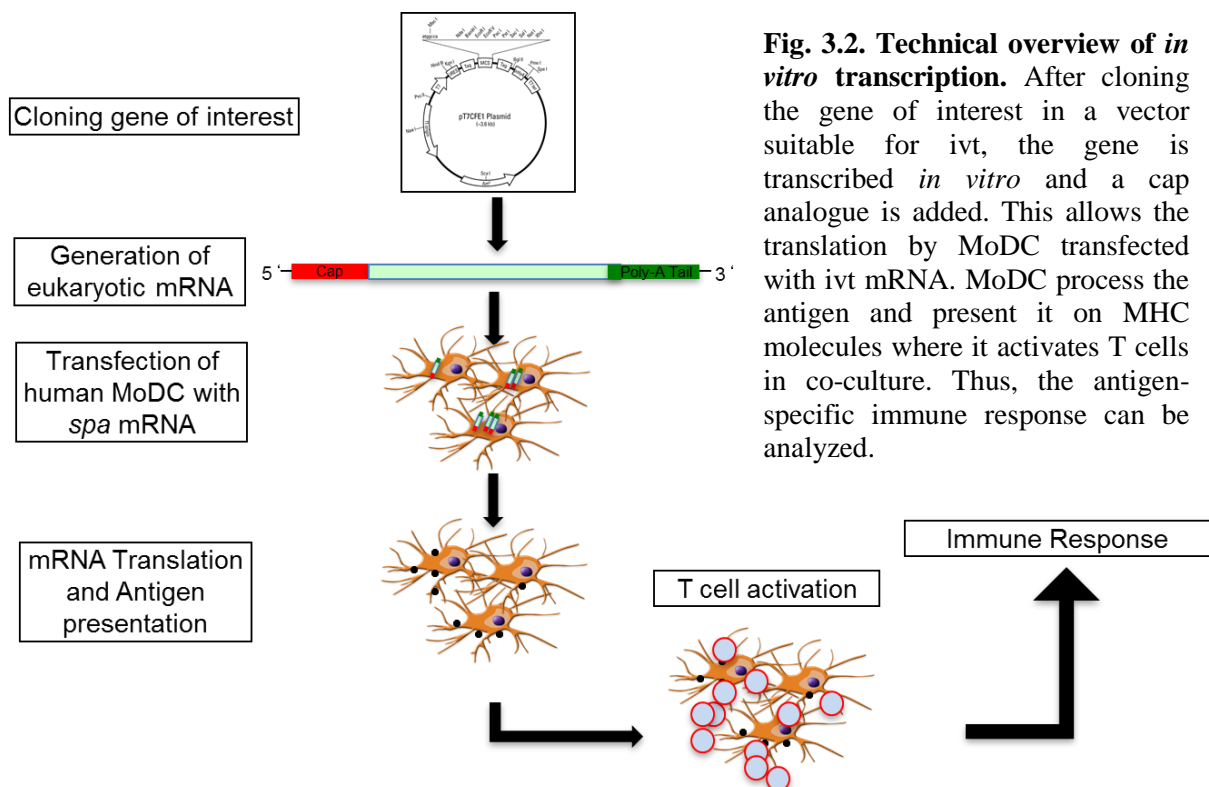 Cloning gene of interest
pT7CFE1 Plasmid
Fig. 3.2. Technical overview of in
vitro transcription. After cloning
the gene of interest in a vector
suitable for ivt, the gene is
transcribed in vitro and a cap
analogue is added. This allows the
translation by MoDC transfected
with ivt mRNA. MoDC process the
antigen and present it on MHC
molecules where it activates T cells
in co-culture. Thus, the antigen-
specific immune response can be
analyzed.
Generation of
eukaryotic mRNA
5 ‘ Cap Poly-A Tail 3 ‘
Transfection of
human MoDC with
spa mRNA
mRNA Translation
and Antigen
presentation
T cell activation
Immune Response